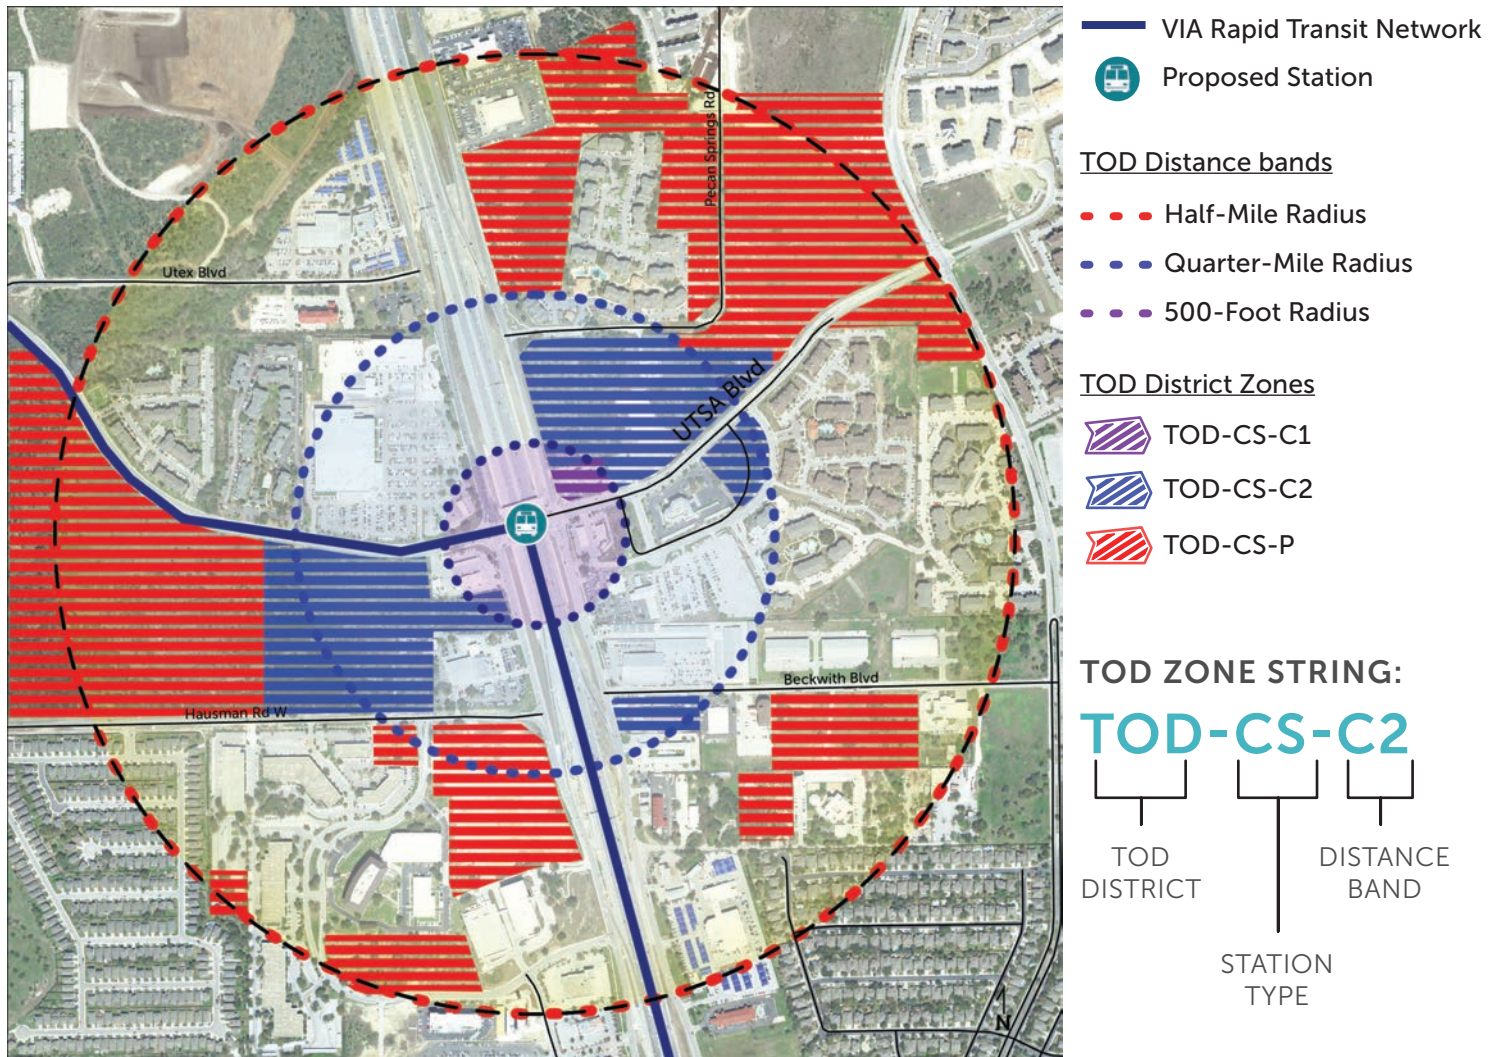 VIA Rapid Transit Network
Proposed Station
TOD Distance bands
Half-Mile Radius
Quarter-Mile Radius
500-Foot Radius
TOD District Zones
TOD-CS-C1
TOD-CS-C2
TOD-CS-P
TOD ZONE STRING:
TOD-CS-C2
TOD
DISTRICT
DISTANCE
BAND
STATION
TYPE
Pecan Springs Rd
Utex Blvd
UTSA Blvd
Beckwith Blvd
Hausman Rd W
N